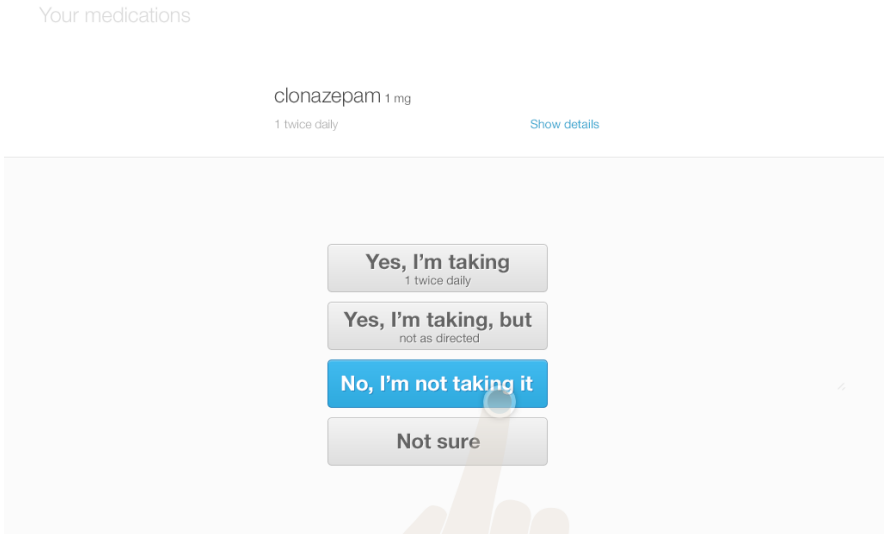 Your medications
clonazepam 1 mg
1 twice daily
Show details
Yes, I'm taking
1 twice daily
Yes, I'm taking, but
not as directed
No, I'm not taking it
Not sure